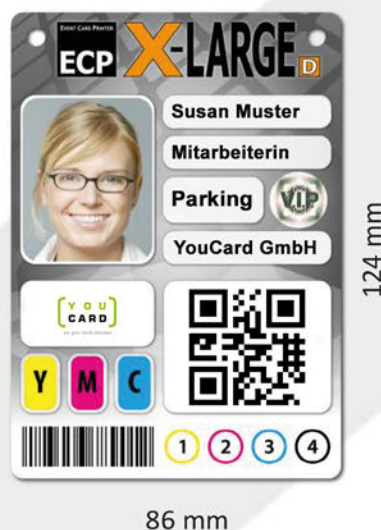 EVENT CARD PRINTER
ECP X-LARGE D
Susan Muster
Mitarbeiterin
Parking VIP
YouCard GmbH
124 mm
YOU
CARD
Y M C
1 2 3 4
86 mm